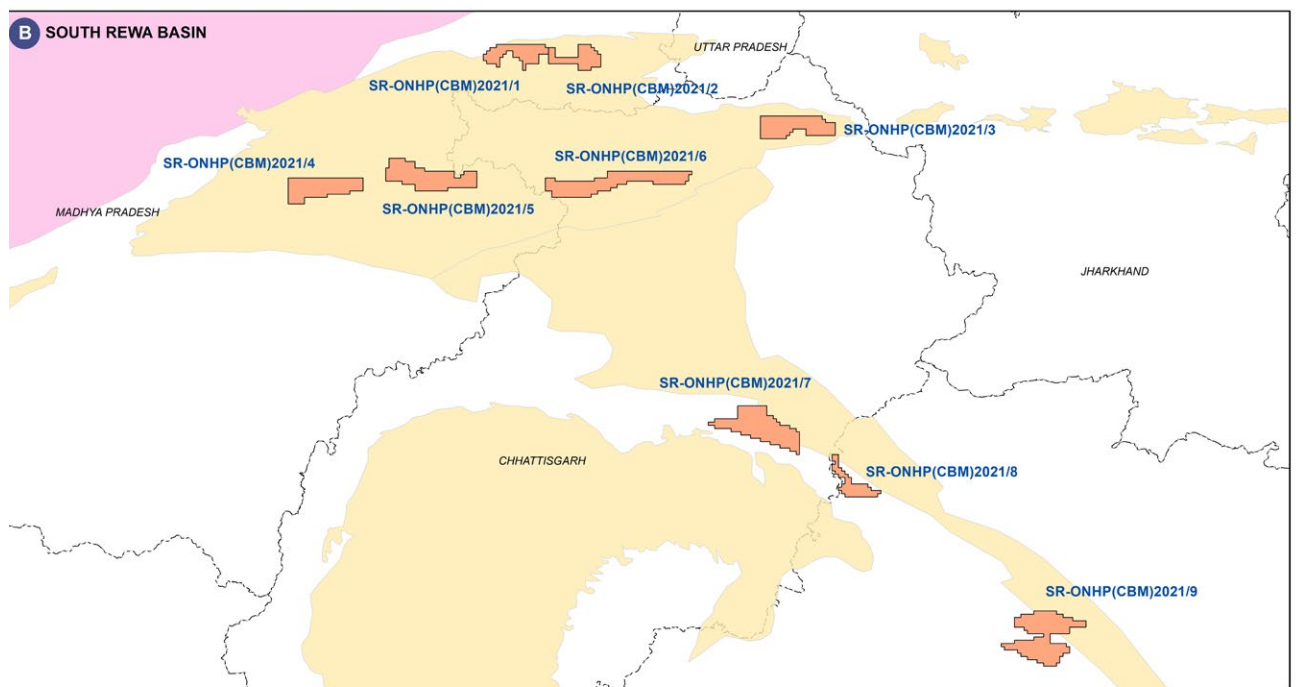 B SOUTH REWA BASIN
UTTAR PRADESH
SR-ONHP(CBM)2021/1
SR-ONHP(CBM)2021/2
SR-ONHP(CBM)2021/3
SR-ONHP(CBM)2021/4
SR-ONHP(CBM)2021/6
SR-ONHP(CBM)2021/5
MADHYA PRADESH
JHARKHAND
SR-ONHP(CBM)2021/7
CHHATTISGARH
SR-ONHP(CBM)2021/8
SR-ONHP(CBM)2021/9